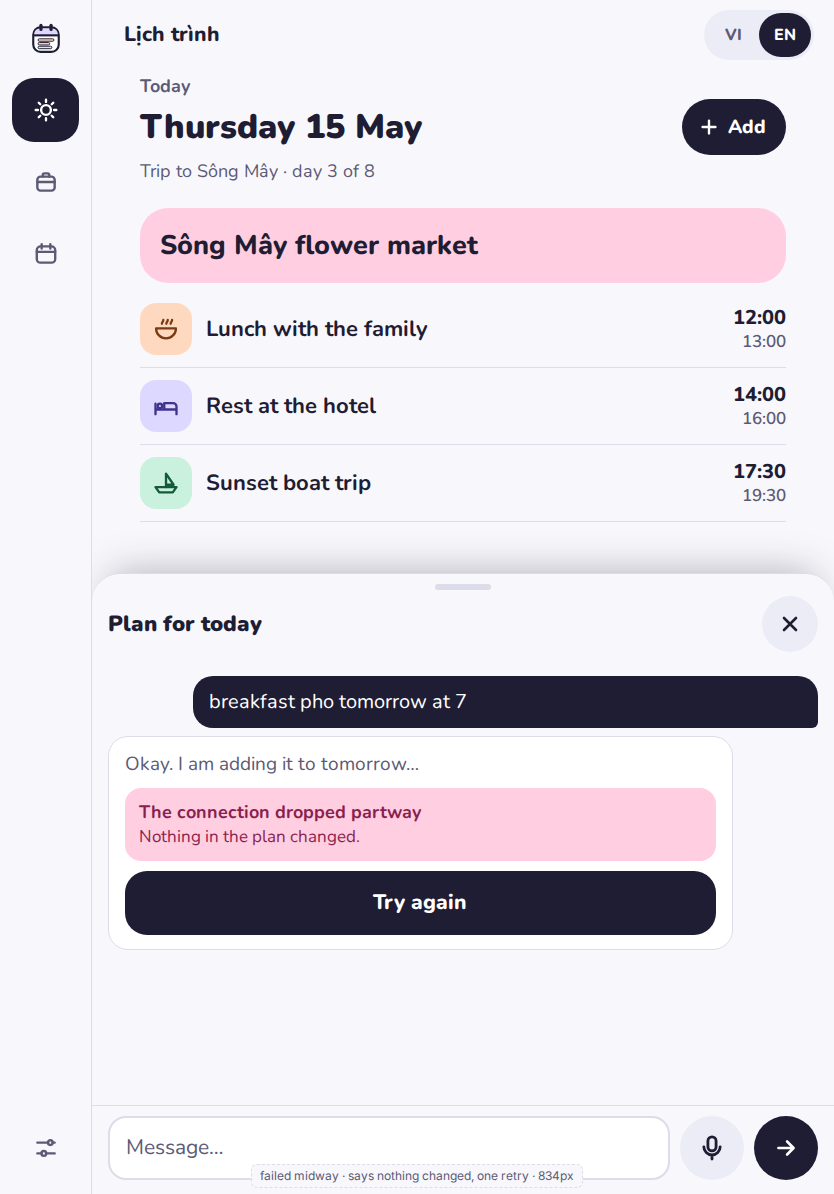 Lịch trình
VI
EN
Today
Thursday 15 May
Add
Trip to Sông Mây · day 3 of 8
Sông Mây flower market
Lunch with the family
12:00
13:00
Rest at the hotel
14:00
16:00
Sunset boat trip
17:30
19:30
Plan for today
breakfast pho tomorrow at 7
Okay. I am adding it to tomorrow…
The connection dropped partway
Nothing in the plan changed.
Try again
Message…
failed midway · says nothing changed, one retry · 834px